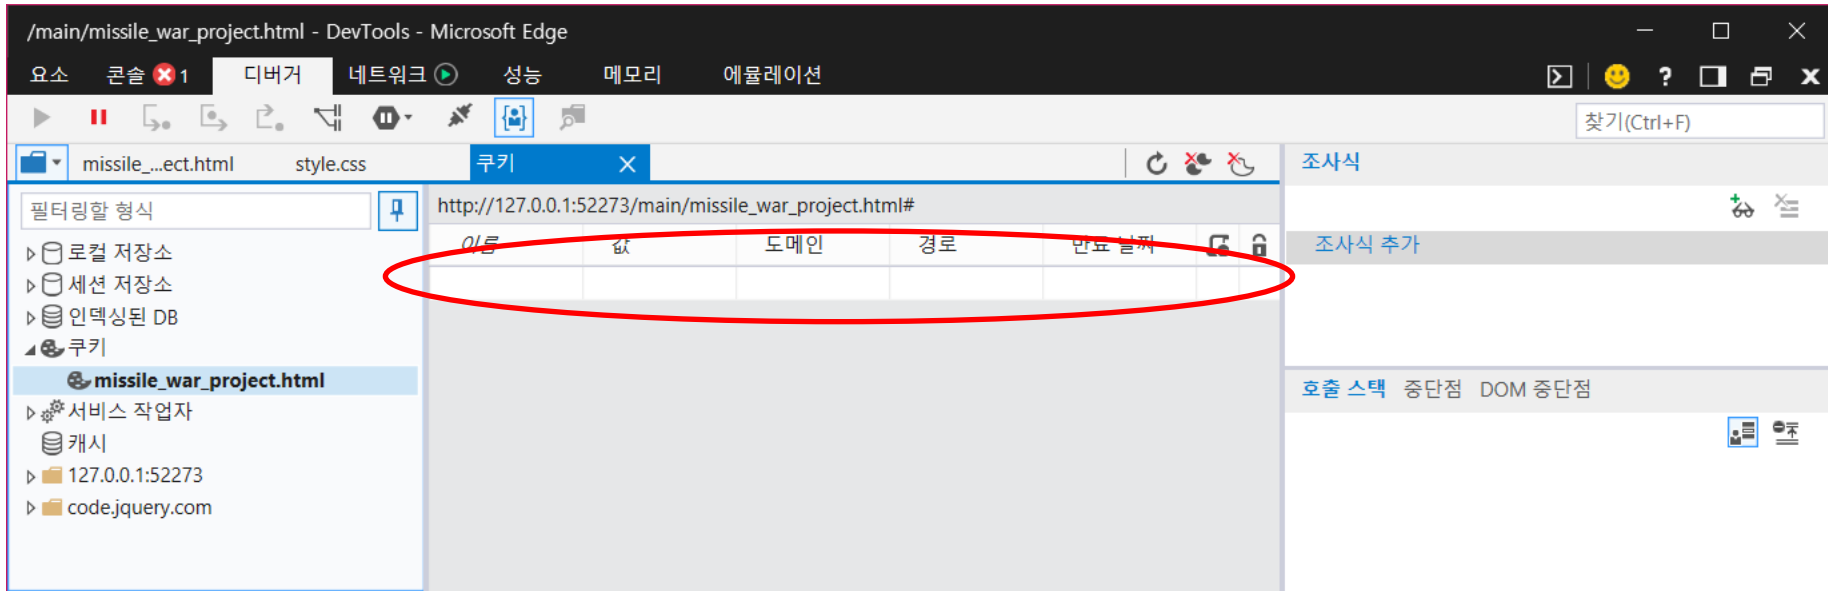 /main/missile_war_project.html - DevTools - Microsoft Edge
요소 콘솔 1 디버거 네트워크 성능 메모리 에뮬레이션 ?
찾기(Ctrl+F)
missile_...ect.html style.css 쿠키 조사식
필터링할 형식 http://127.0.0.1:52273/main/missile_war_project.html#
이름 값 도메인 경로 만료 날짜 조사식 추가
로컬 저장소
세션 저장소
인덱싱된 DB
쿠키
missile_war_project.html
호출 스택 중단점 DOM 중단점
서비스 작업자
캐시
127.0.0.1:52273
code.jquery.com